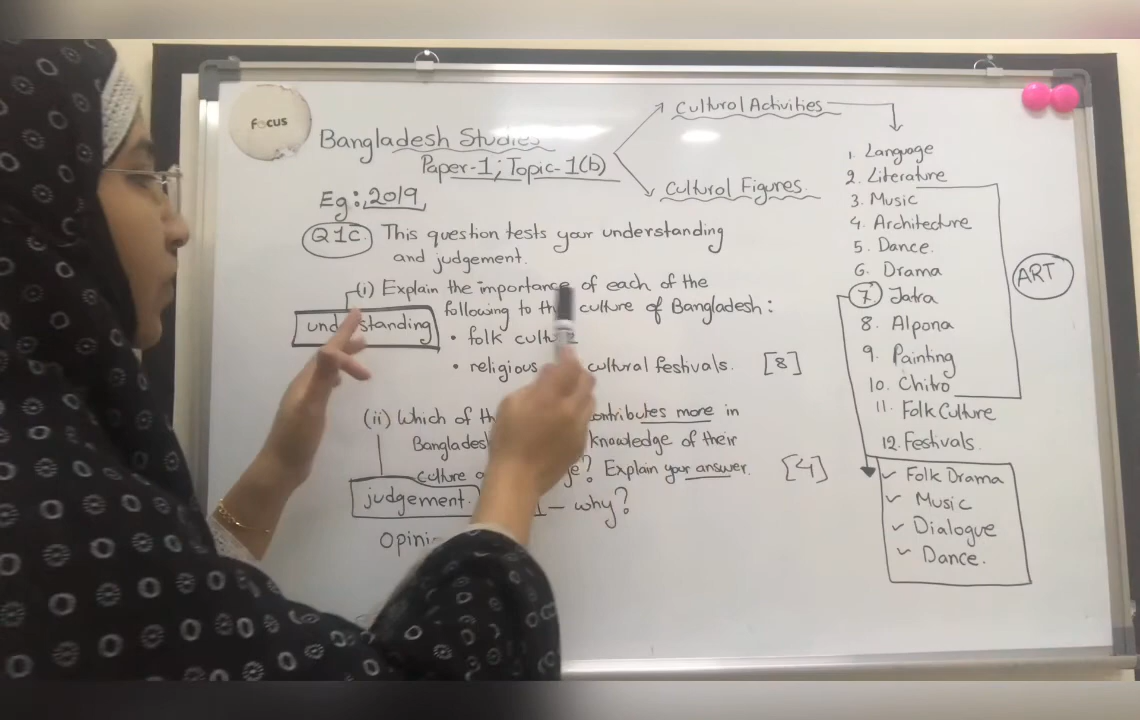 Focus
Bangladesh Studies
Paper-1; Topic-1(b)
Cultural Activities
Cultural Figures.
Eg: 2019
Q1c. This question tests your understanding
and judgement.
(i) Explain the importance of each of the
following to the culture of Bangladesh:
understanding
• folk culture
• religious cultural festivals. [8]
(ii) Which of more in
knowledge of their
culture Explain your answer. [4]
judgement. – why?
1. Language
2. Literature
3. Music
4. Architecture
5. Dance.
6. Drama
7 Jatra
8. Alpona
9. Painting
10. Chitro
11. Folk Culture
12. Festivals.
ART
✓ Folk Drama
✓ Music
✓ Dialogue
✓ Dance.